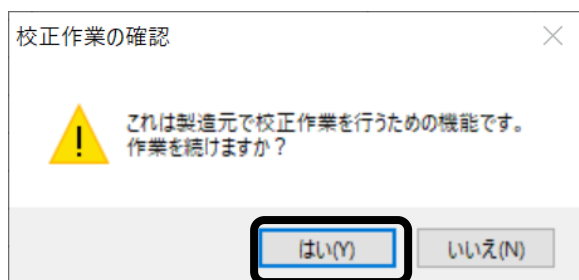 校正作業の確認
これは製造元で校正作業を行うための機能です。
作業を続けますか？
はい(Y)
いいえ(N)